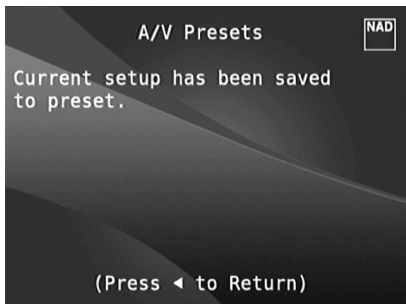 A/V Presets
NAD
Current setup has been saved
to preset.
(Press ◄ to Return)